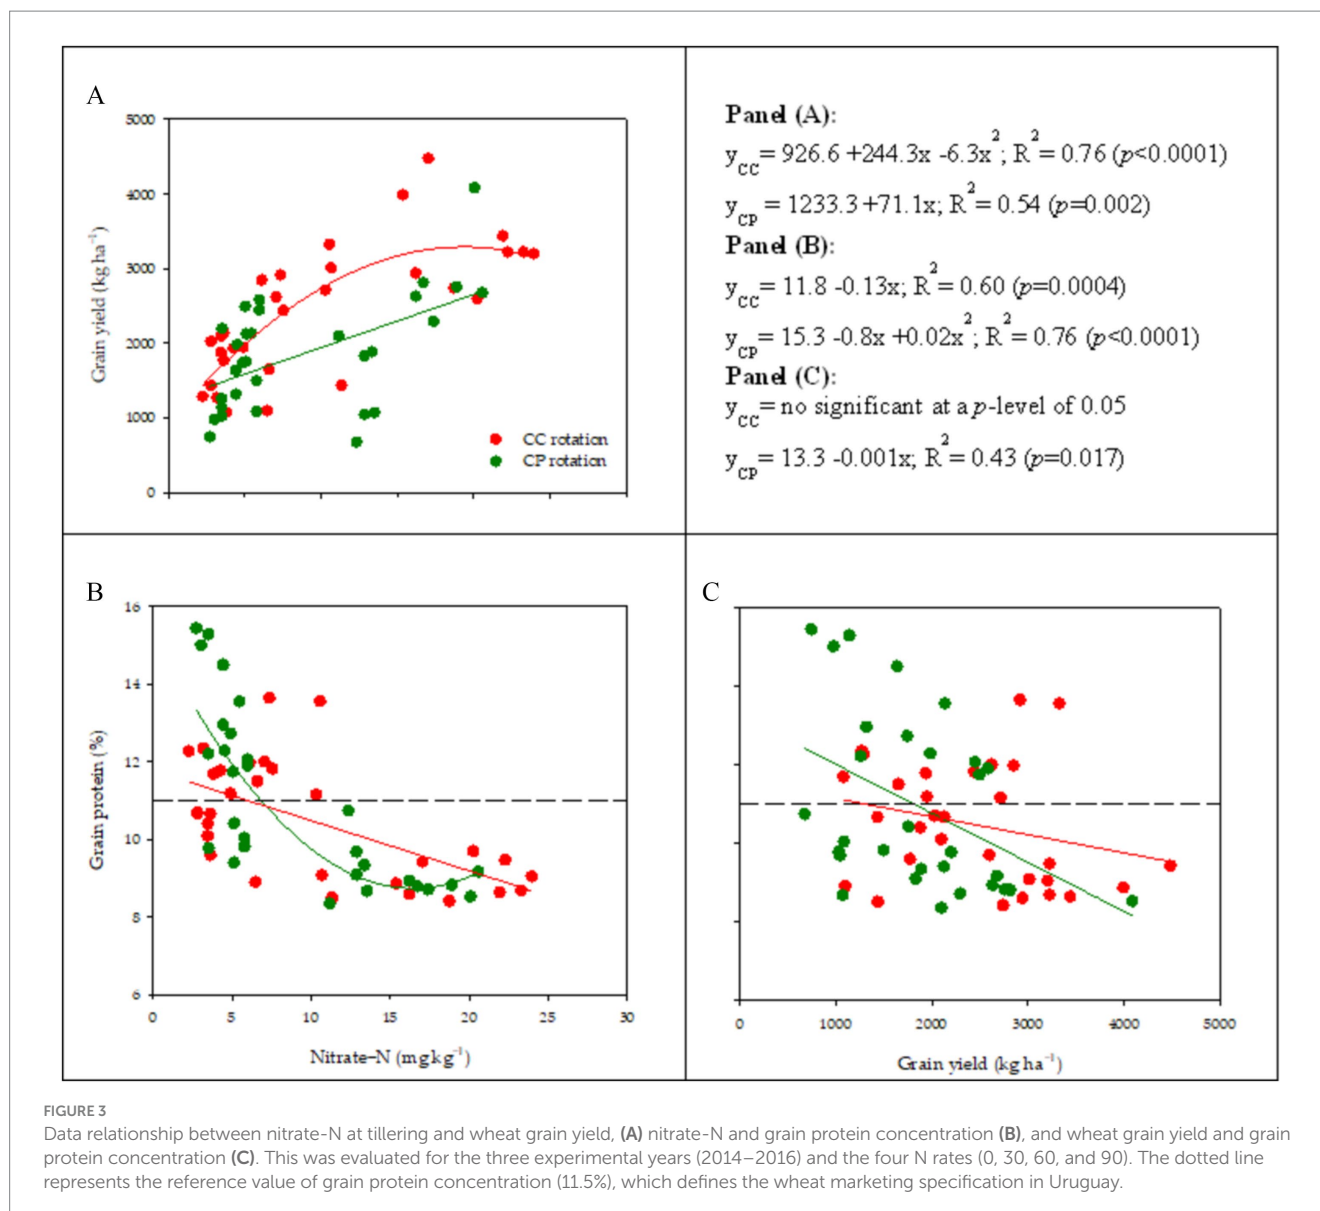 A
5000
4000
3000
2000
1000
0
Grain yield (kg ha⁻¹)
CC rotation
CP rotation
Panel (A):
y_CC = 926.6 +244.3x -6.3x²; R² = 0.76 (p<0.0001)
y_CP = 1233.3 +71.1x; R² = 0.54 (p=0.002)
Panel (B):
y_CC = 11.8 -0.13x; R² = 0.60 (p=0.0004)
y_CP = 15.3 -0.8x +0.02x²; R² = 0.76 (p<0.0001)
Panel (C):
y_CC = no significant at a p-level of 0.05
y_CP = 13.3 -0.001x; R² = 0.43 (p=0.017)
B
16
14
12
10
8
6
Grain protein (%)
0 5 10 15 20 25 30
Nitrate–N (mg kg⁻¹)
C
0 1000 2000 3000 4000 5000
Grain yield (kg ha⁻¹)
FIGURE 3
Data relationship between nitrate-N at tillering and wheat grain yield, (A) nitrate-N and grain protein concentration (B), and wheat grain yield and grain
protein concentration (C). This was evaluated for the three experimental years (2014–2016) and the four N rates (0, 30, 60, and 90). The dotted line
represents the reference value of grain protein concentration (11.5%), which defines the wheat marketing specification in Uruguay.